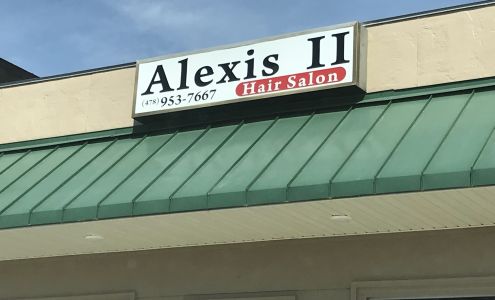 Alexis II
(478) 953-7667
Hair Salon